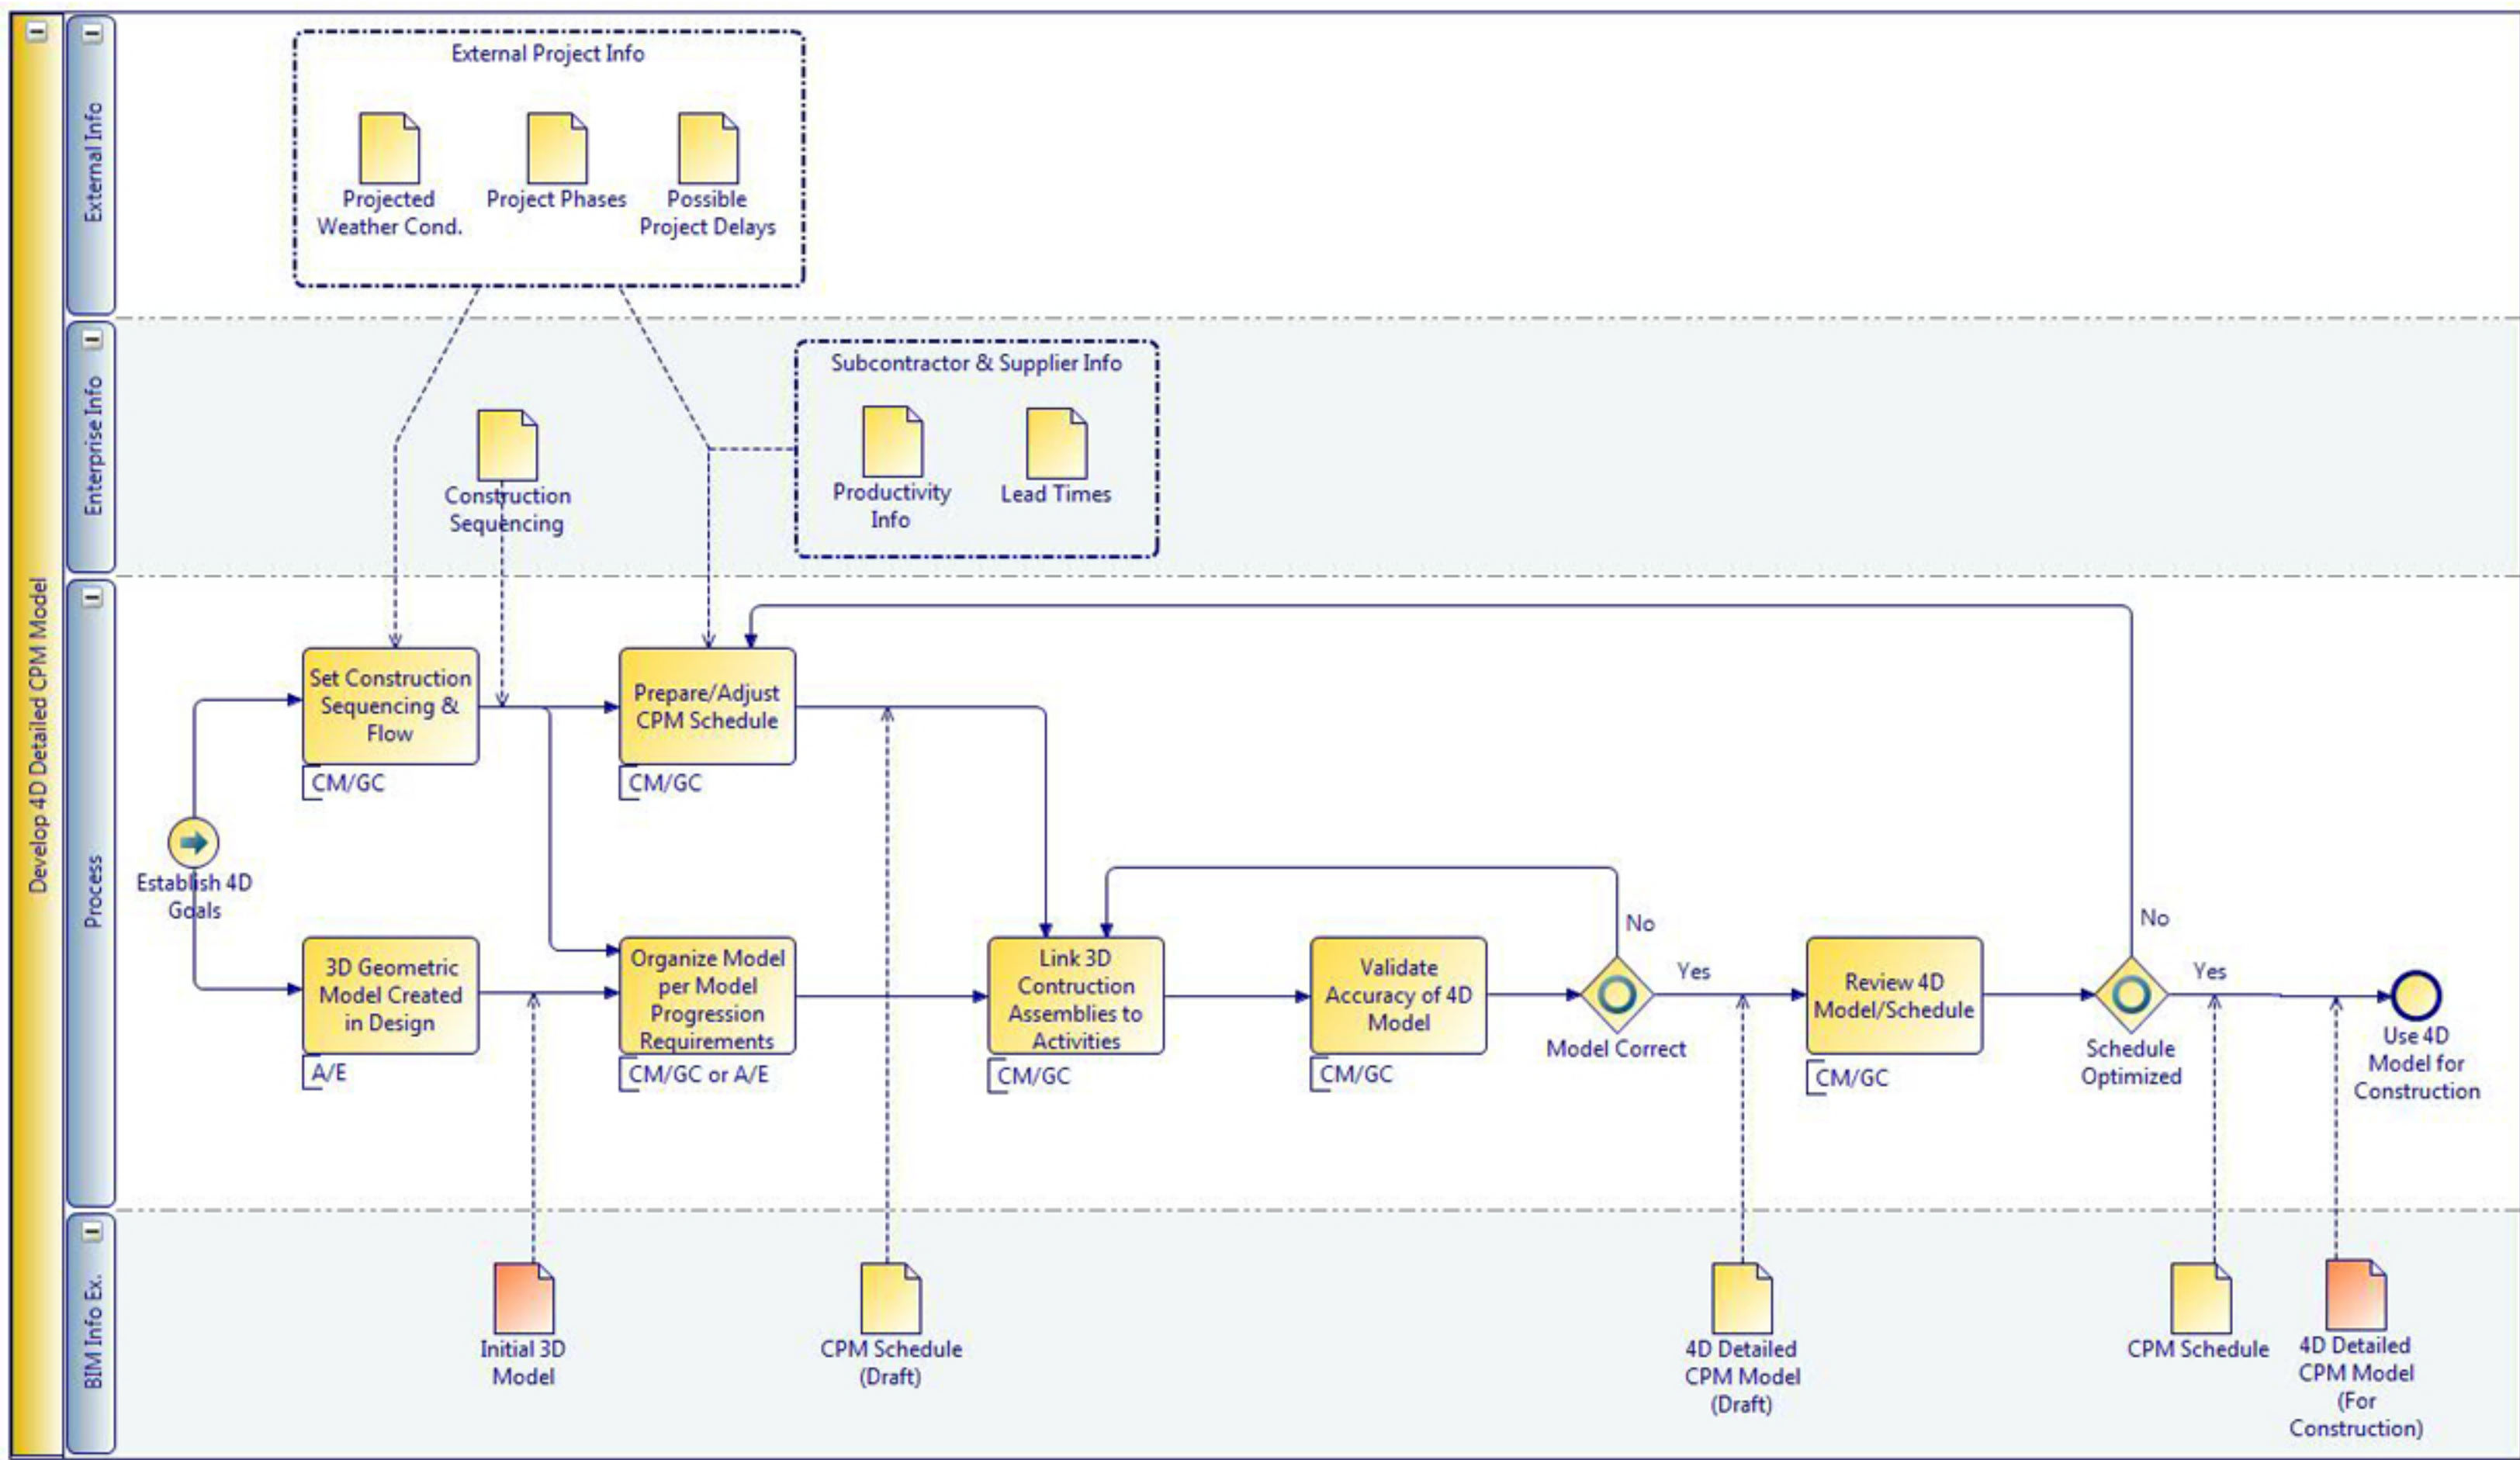 Develop 4D Detailed CPM Model
External Info
External Project Info
Projected
Weather Cond.
Project Phases
Possible
Project Delays
Enterprise Info
Construction
Sequencing
Subcontractor & Supplier Info
Productivity
Info
Lead Times
Process
Establish 4D
Goals
Set Construction
Sequencing &
Flow
CM/GC
Prepare/Adjust
CPM Schedule
CM/GC
3D Geometric
Model Created
in Design
A/E
Organize Model
per Model
Progression
Requirements
CM/GC or A/E
Link 3D
Contruction
Assemblies to
Activities
CM/GC
Validate
Accuracy of 4D
Model
CM/GC
No
Yes
Model Correct
Review 4D
Model/Schedule
CM/GC
No
Yes
Schedule
Optimized
Use 4D
Model for
Construction
BIM Info Ex.
Initial 3D
Model
CPM Schedule
(Draft)
4D Detailed
CPM Model
(Draft)
CPM Schedule
4D Detailed
CPM Model
(For
Construction)